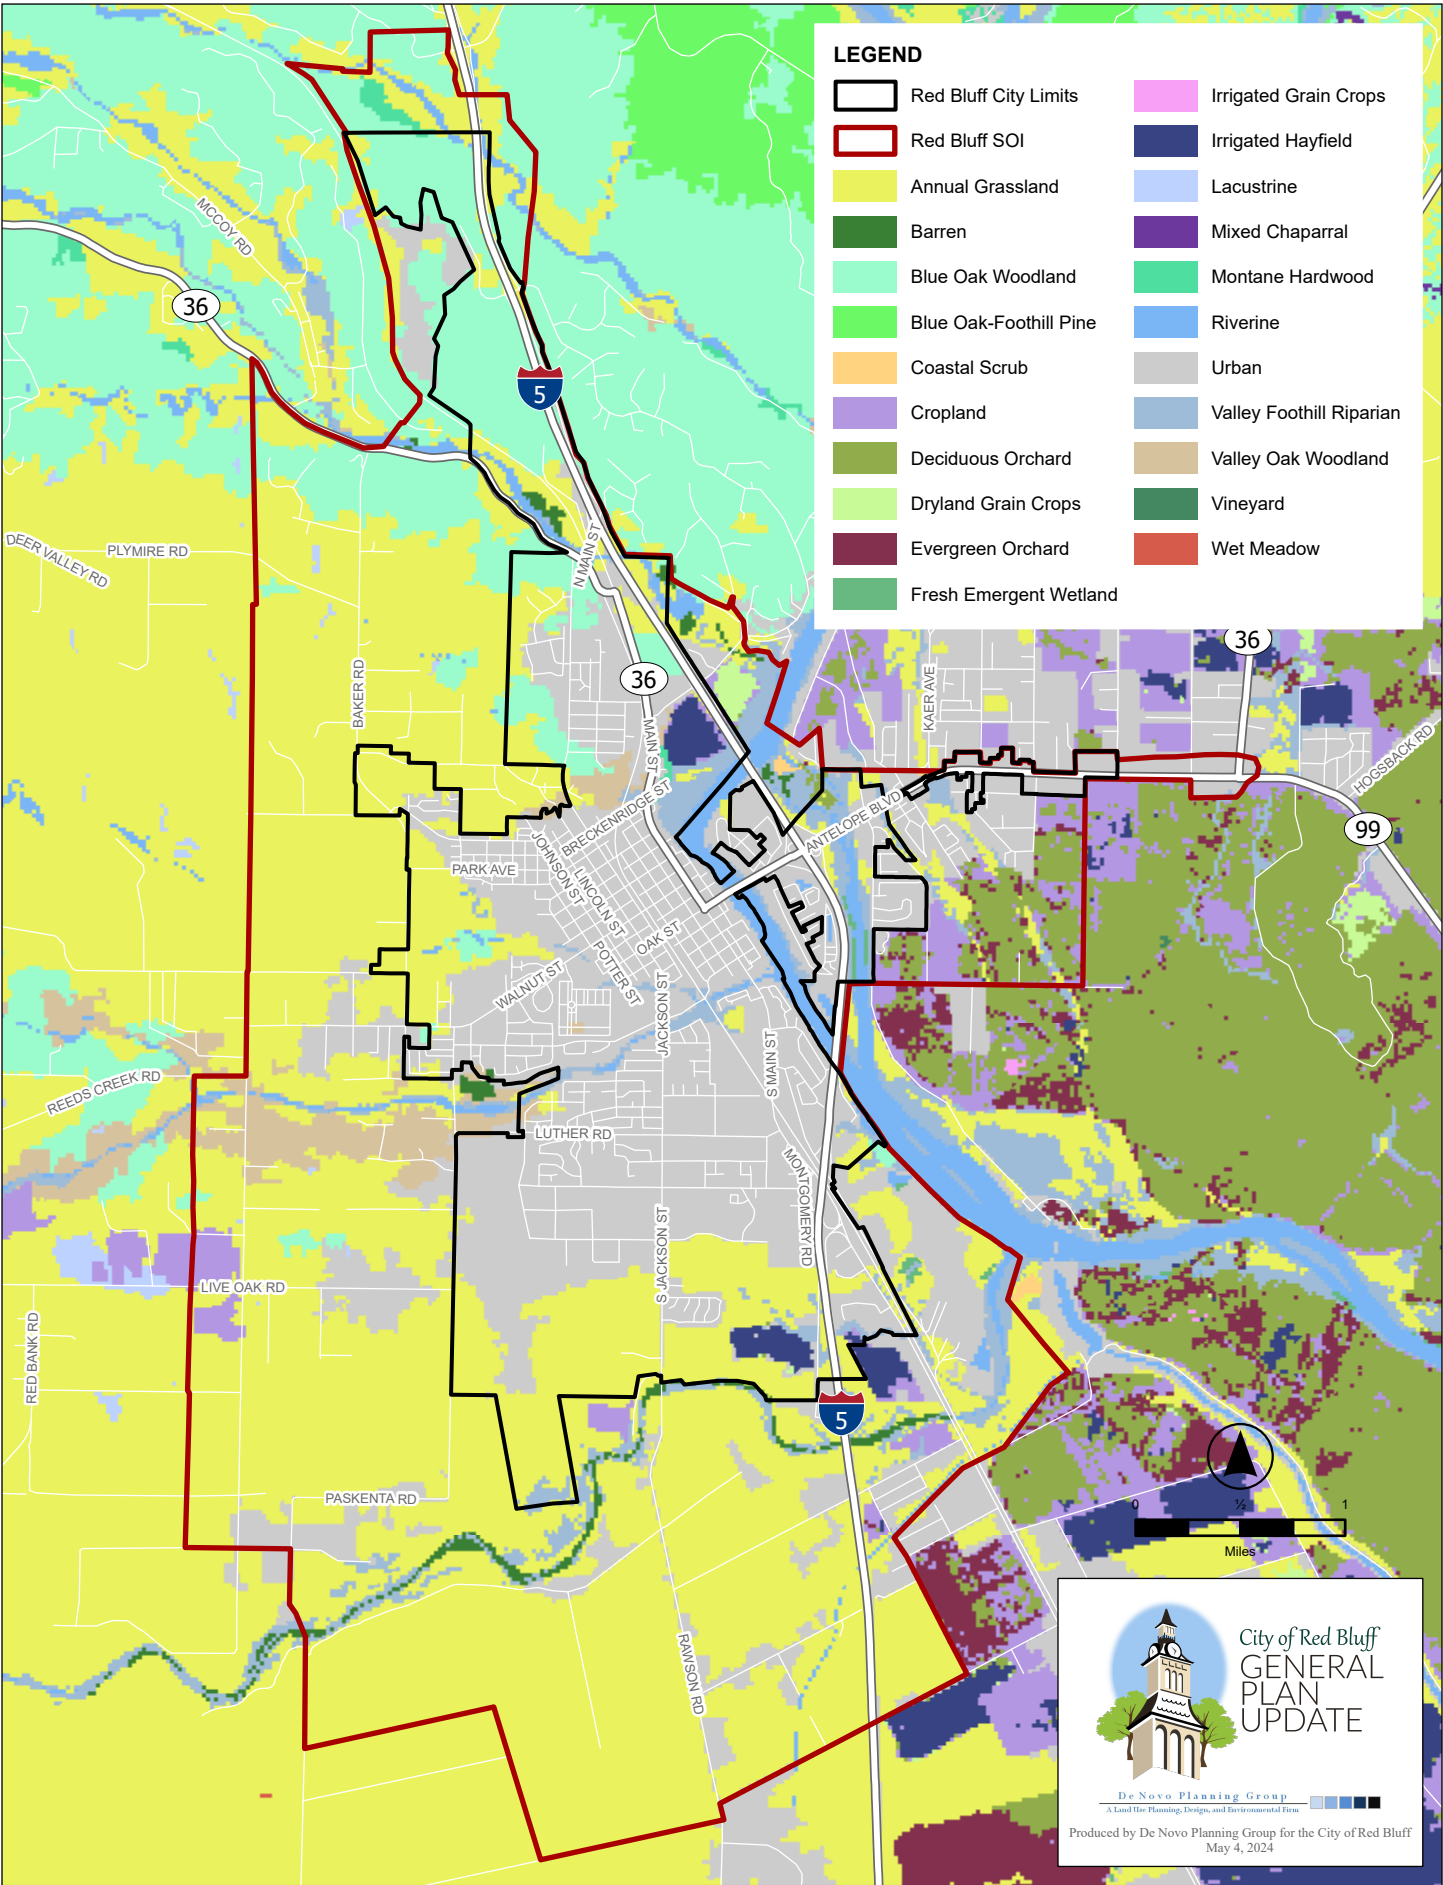 LEGEND
Red Bluff City Limits
Red Bluff SOI
Annual Grassland
Barren
Blue Oak Woodland
Blue Oak-Foothill Pine
Coastal Scrub
Cropland
Deciduous Orchard
Dryland Grain Crops
Evergreen Orchard
Fresh Emergent Wetland
Irrigated Grain Crops
Irrigated Hayfield
Lacustrine
Mixed Chaparral
Montane Hardwood
Riverine
Urban
Valley Foothill Riparian
Valley Oak Woodland
Vineyard
Wet Meadow
MCCOY RD
36
5
DEER VALLEY RD
PLYMIRE RD
N MAIN ST
36
36
BAKER RD
KAER AVE
MAIN ST
HOGSBACK RD
99
BRECKENRIDGE ST
ANTELOPE BLVD
PARK AVE
JOHNSON ST
LINCOLN ST
OAK ST
POTTER ST
WALNUT ST
JACKSON ST
S MAIN ST
REEDS CREEK RD
LUTHER RD
MONTGOMERY RD
S JACKSON ST
LIVE OAK RD
RED BANK RD
5
PASKENTA RD
RAWSON RD
0
½
1
Miles
City of Red Bluff
GENERAL
PLAN
UPDATE
De Novo Planning Group
A Land Use Planning, Design, and Environmental Firm
Produced by De Novo Planning Group for the City of Red Bluff
May 4, 2024